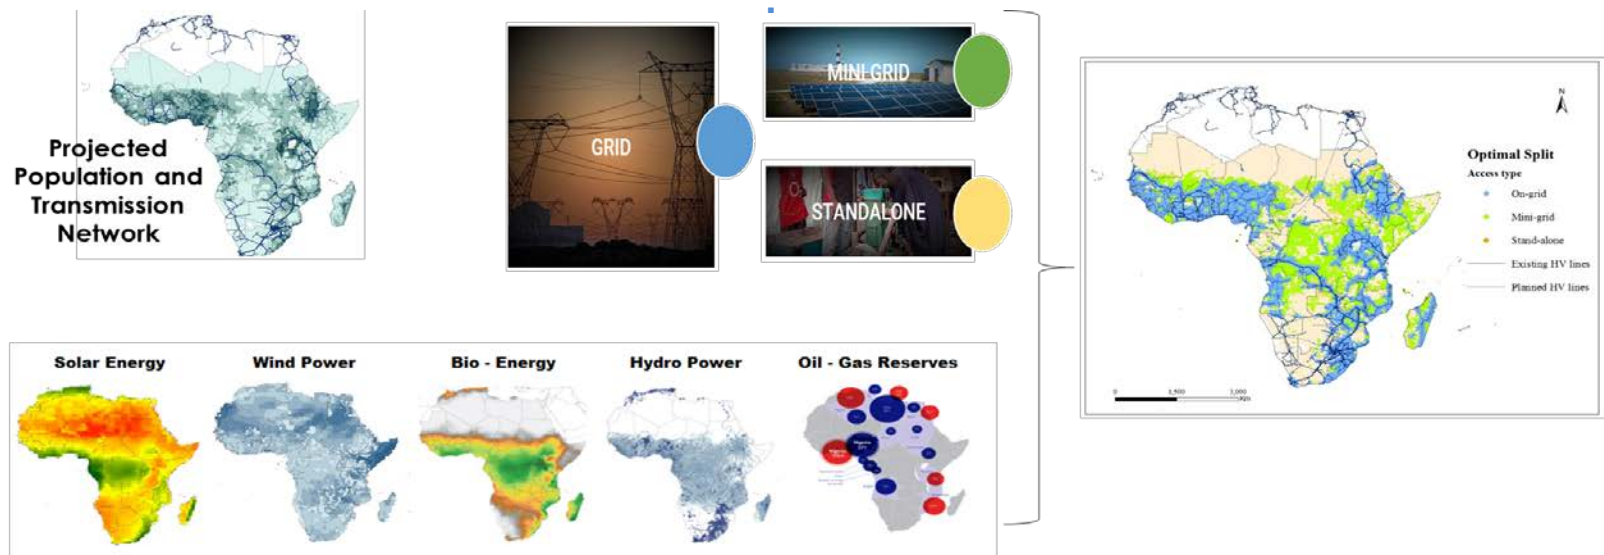 Projected
Population and
Transmission
Network
GRID
MINI GRID
STANDALONE
Solar Energy
Wind Power
Bio - Energy
Hydro Power
Oil - Gas Reserves
N
Optimal Split
Access type
On-grid
Mini-grid
Stand-alone
Existing HV lines
Planned HV lines
0